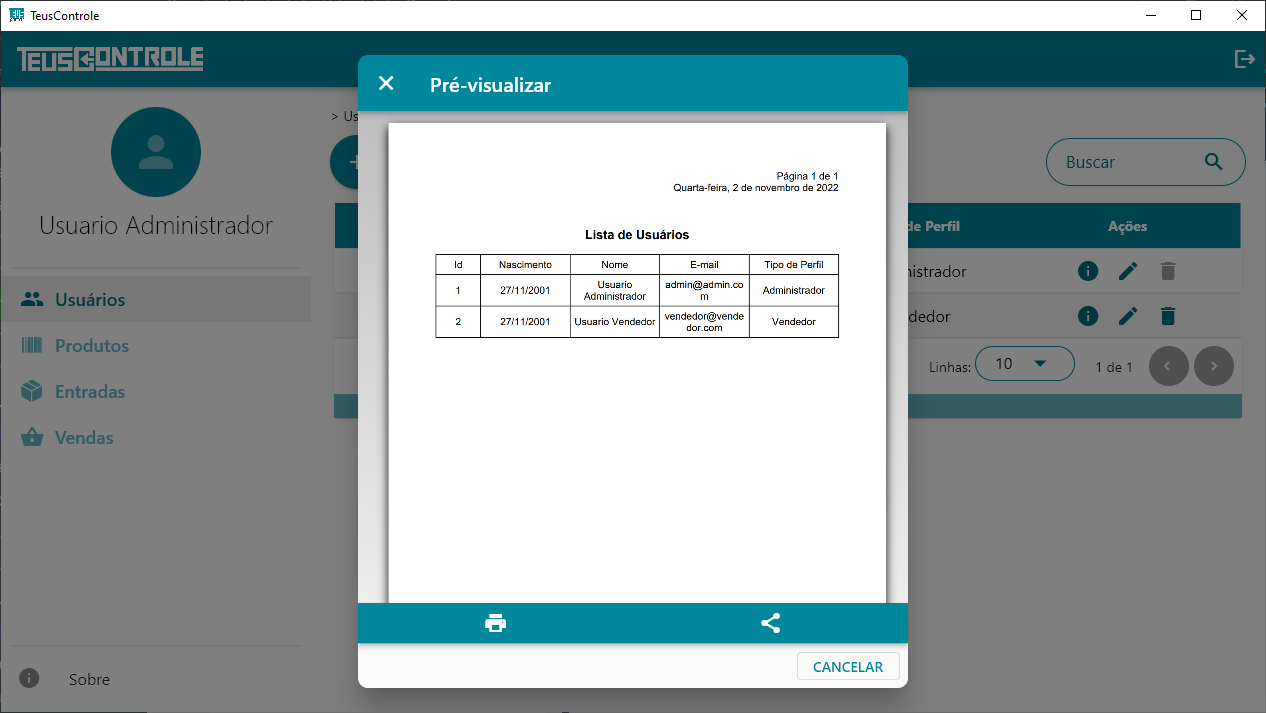 TeusControle
TEUSCONTROLE
Pré-visualizar
> Us
Usuario Administrador
Usuários
Produtos
Entradas
Vendas
Sobre
Buscar
de Perfil
Ações
nistrador
dedor
Linhas:
10
1 de 1
Página 1 de 1
Quarta-feira, 2 de novembro de 2022
Lista de Usuários
Id Nascimento Nome E-mail Tipo de Perfil
1 27/11/2001 Usuario Administrador admin@admin.co m Administrador
2 27/11/2001 Usuario Vendedor vendedor@vende dor.com Vendedor
CANCELAR